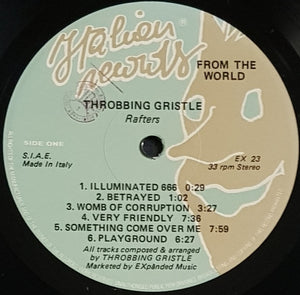 Italian
records
FROM THE
WORLD
THROBBING GRISTLE
Rafters
SIDE ONE
S.I.A.E.
Made in Italy
EX 23
33 rpm Stereo
1. ILLUMINATED 666 0:29
2. BETRAYED 1:02
3. WOMB OF CORRUPTION 3:27
4. VERY FRIENDLY 7:36
5. SOMETHING COME OVER ME 7:59
6. PLAYGROUND 6:27
All tracks composed & arranged
by THROBBING GRISTLE
Marketed by EXpànded Music